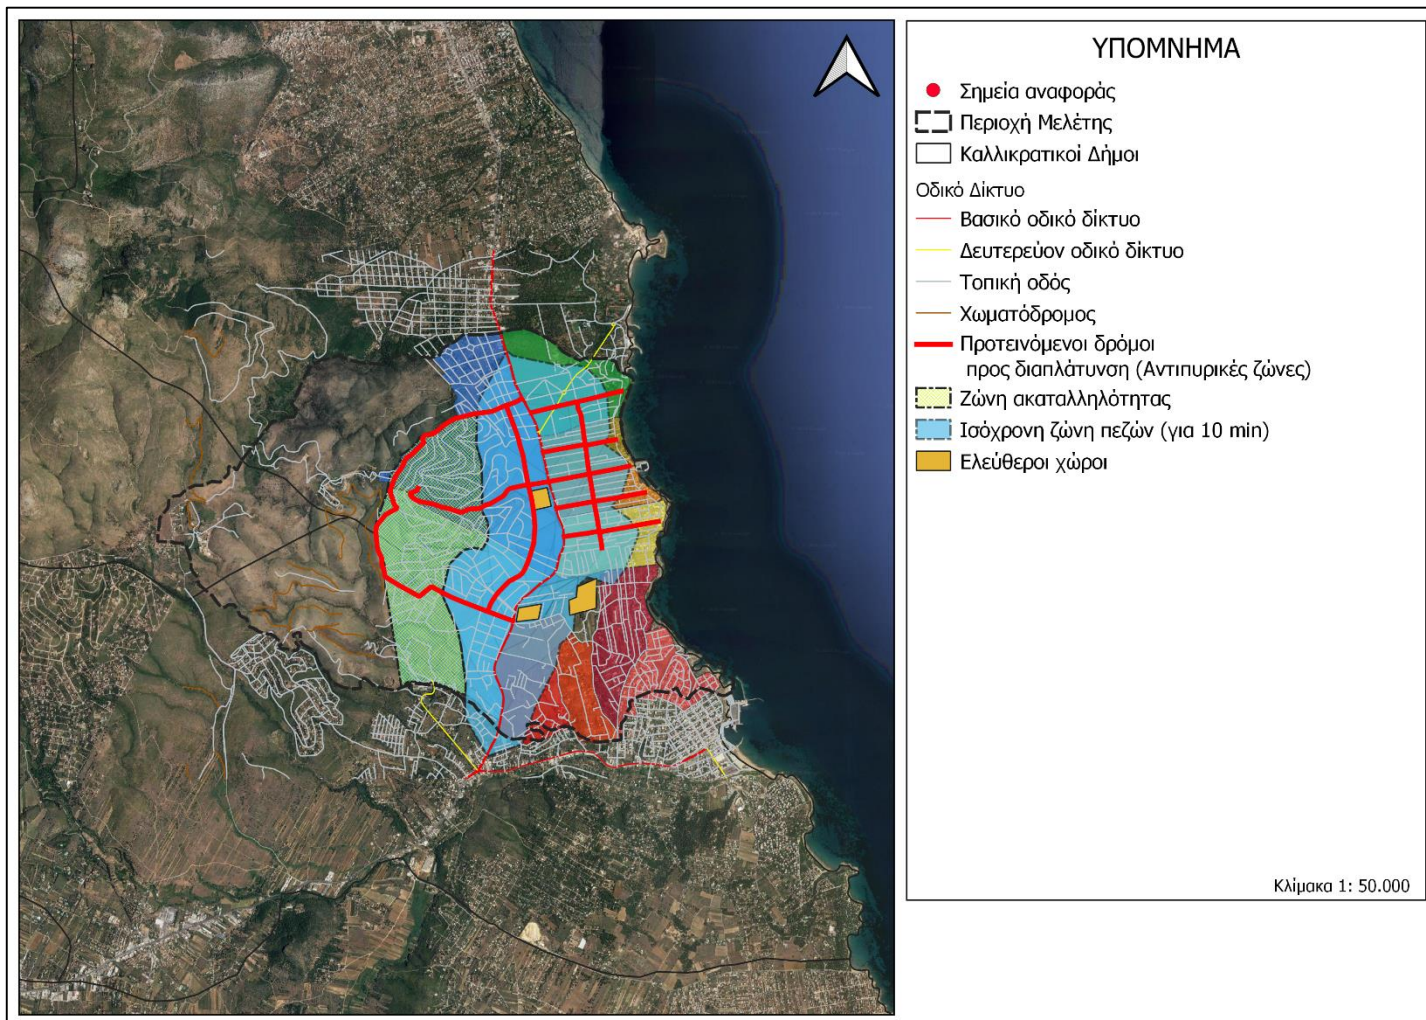 ΥΠΟΜΝΗΜΑ
Σημεία αναφοράς
Περιοχή Μελέτης
Καλλικρατικοί Δήμοι
Οδικό Δίκτυο
Βασικό οδικό δίκτυο
Δευτερεύον οδικό δίκτυο
Τοπική οδός
Χωματόδρομος
Προτεινόμενοι δρόμοι
προς διαπλάτυνση (Αντιπυρικές ζώνες)
Ζώνη ακαταλληλότητας
Ισόχρονη ζώνη πεζών (για 10 min)
Ελεύθεροι χώροι
Κλίμακα 1: 50.000